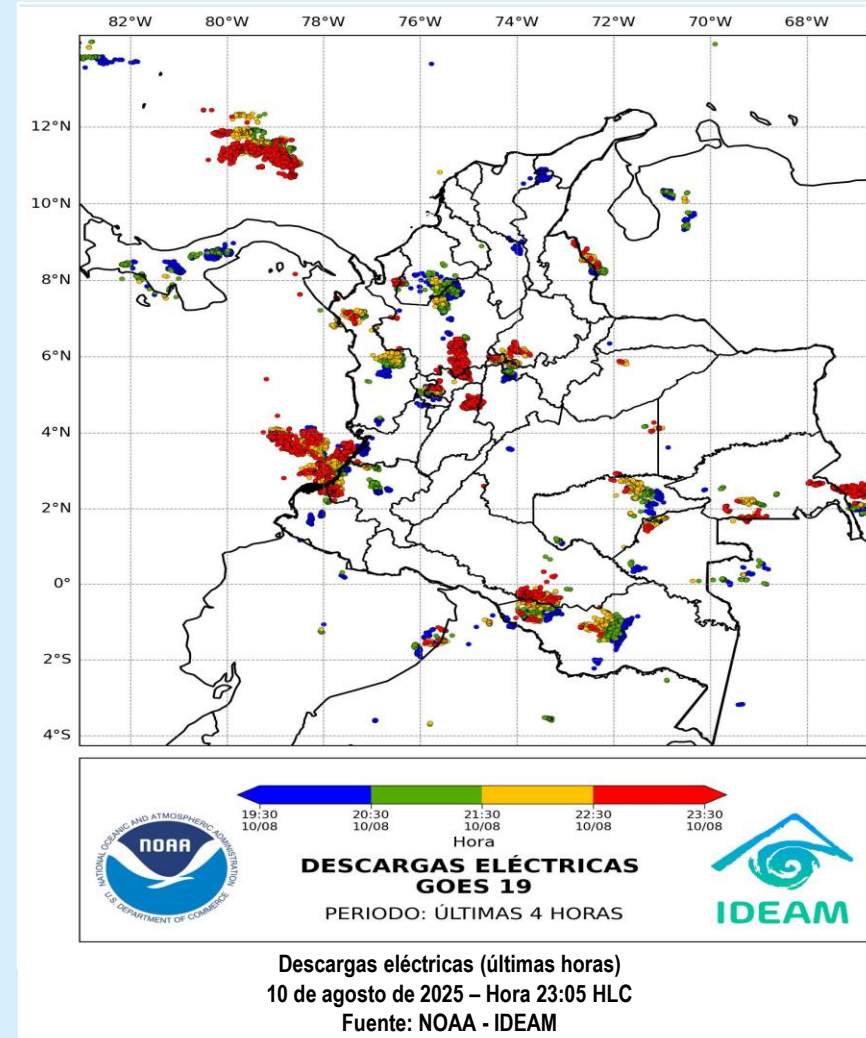 82°W 80°W 78°W 76°W 74°W 72°W 70°W 68°W
12°N
10°N
8°N
6°N
4°N
2°N
0°
2°S
4°S
19:30 20:30 21:30 22:30 23:30
10/08 10/08 10/08 10/08 10/08
Hora
DESCARGAS ELÉCTRICAS
GOES 19
PERIODO: ÚLTIMAS 4 HORAS
NATIONAL OCEANIC AND ATMOSPHERIC ADMINISTRATION
NOAA
U.S. DEPARTMENT OF COMMERCE
IDEAM
Descargas eléctricas (últimas horas)
10 de agosto de 2025 – Hora 23:05 HLC
Fuente: NOAA - IDEAM